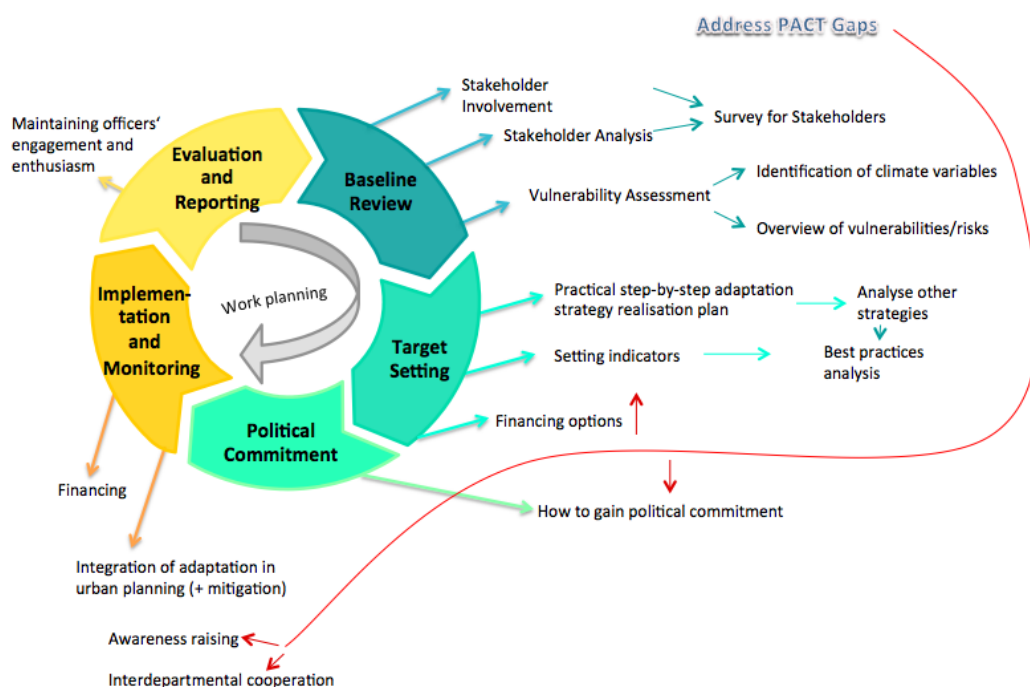 Address PACT Gaps
Stakeholder
Involvement
Stakeholder Analysis
Survey for Stakeholders
Vulnerability Assessment
Identification of climate variables
Overview of vulnerabilities/risks
Maintaining officers‘
engagement and
enthusiasm
Evaluation
and
Reporting
Baseline
Review
Work planning
Implemen-
tation
and
Monitoring
Target
Setting
Political
Commitment
Practical step-by-step adaptation
strategy realisation plan
Analyse other
strategies
Setting indicators
Best practices
analysis
Financing options
How to gain political commitment
Financing
Integration of adaptation in
urban planning (+ mitigation)
Awareness raising
Interdepartmental cooperation